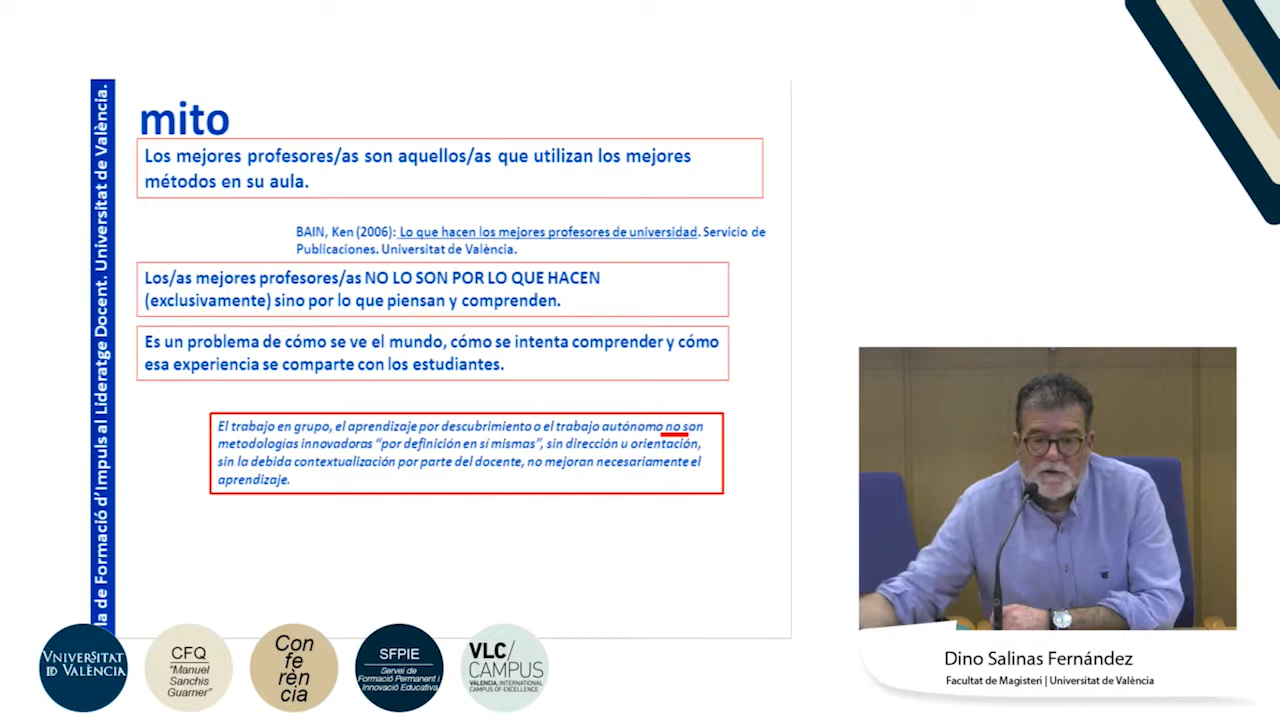 la de Formació d'Impuls al Lideratge Docent. Universitat de València.
mito
Los mejores profesores/as son aquellos/as que utilizan los mejores
métodos en su aula.
BAIN, Ken (2006): Lo que hacen los mejores profesores de universidad. Servicio de
Publicaciones. Universitat de València.
Los/as mejores profesores/as NO LO SON POR LO QUE HACEN
(exclusivamente) sino por lo que piensan y comprenden.
Es un problema de cómo se ve el mundo, cómo se intenta comprender y cómo
esa experiencia se comparte con los estudiantes.
El trabajo en grupo, el aprendizaje por descubrimiento o el trabajo autónomo no son
metodologías innovadoras "por definición en sí mismas", sin dirección u orientación,
sin la debida contextualización por parte del docente, no mejoran necesariamente el
aprendizaje.
VNIVERSITAT
ID VALÈNCIA
CFQ
"Manuel
Sanchis
Guarner"
Con
fe
rèn
cia
SFPIE
Servei de
Formació Permanent i
Innovació Educativa
VLC/
CAMPUS
VALENCIA, INTERNATIONAL
CAMPUS OF EXCELLENCE
Dino Salinas Fernández
Facultat de Magisteri | Universitat de València